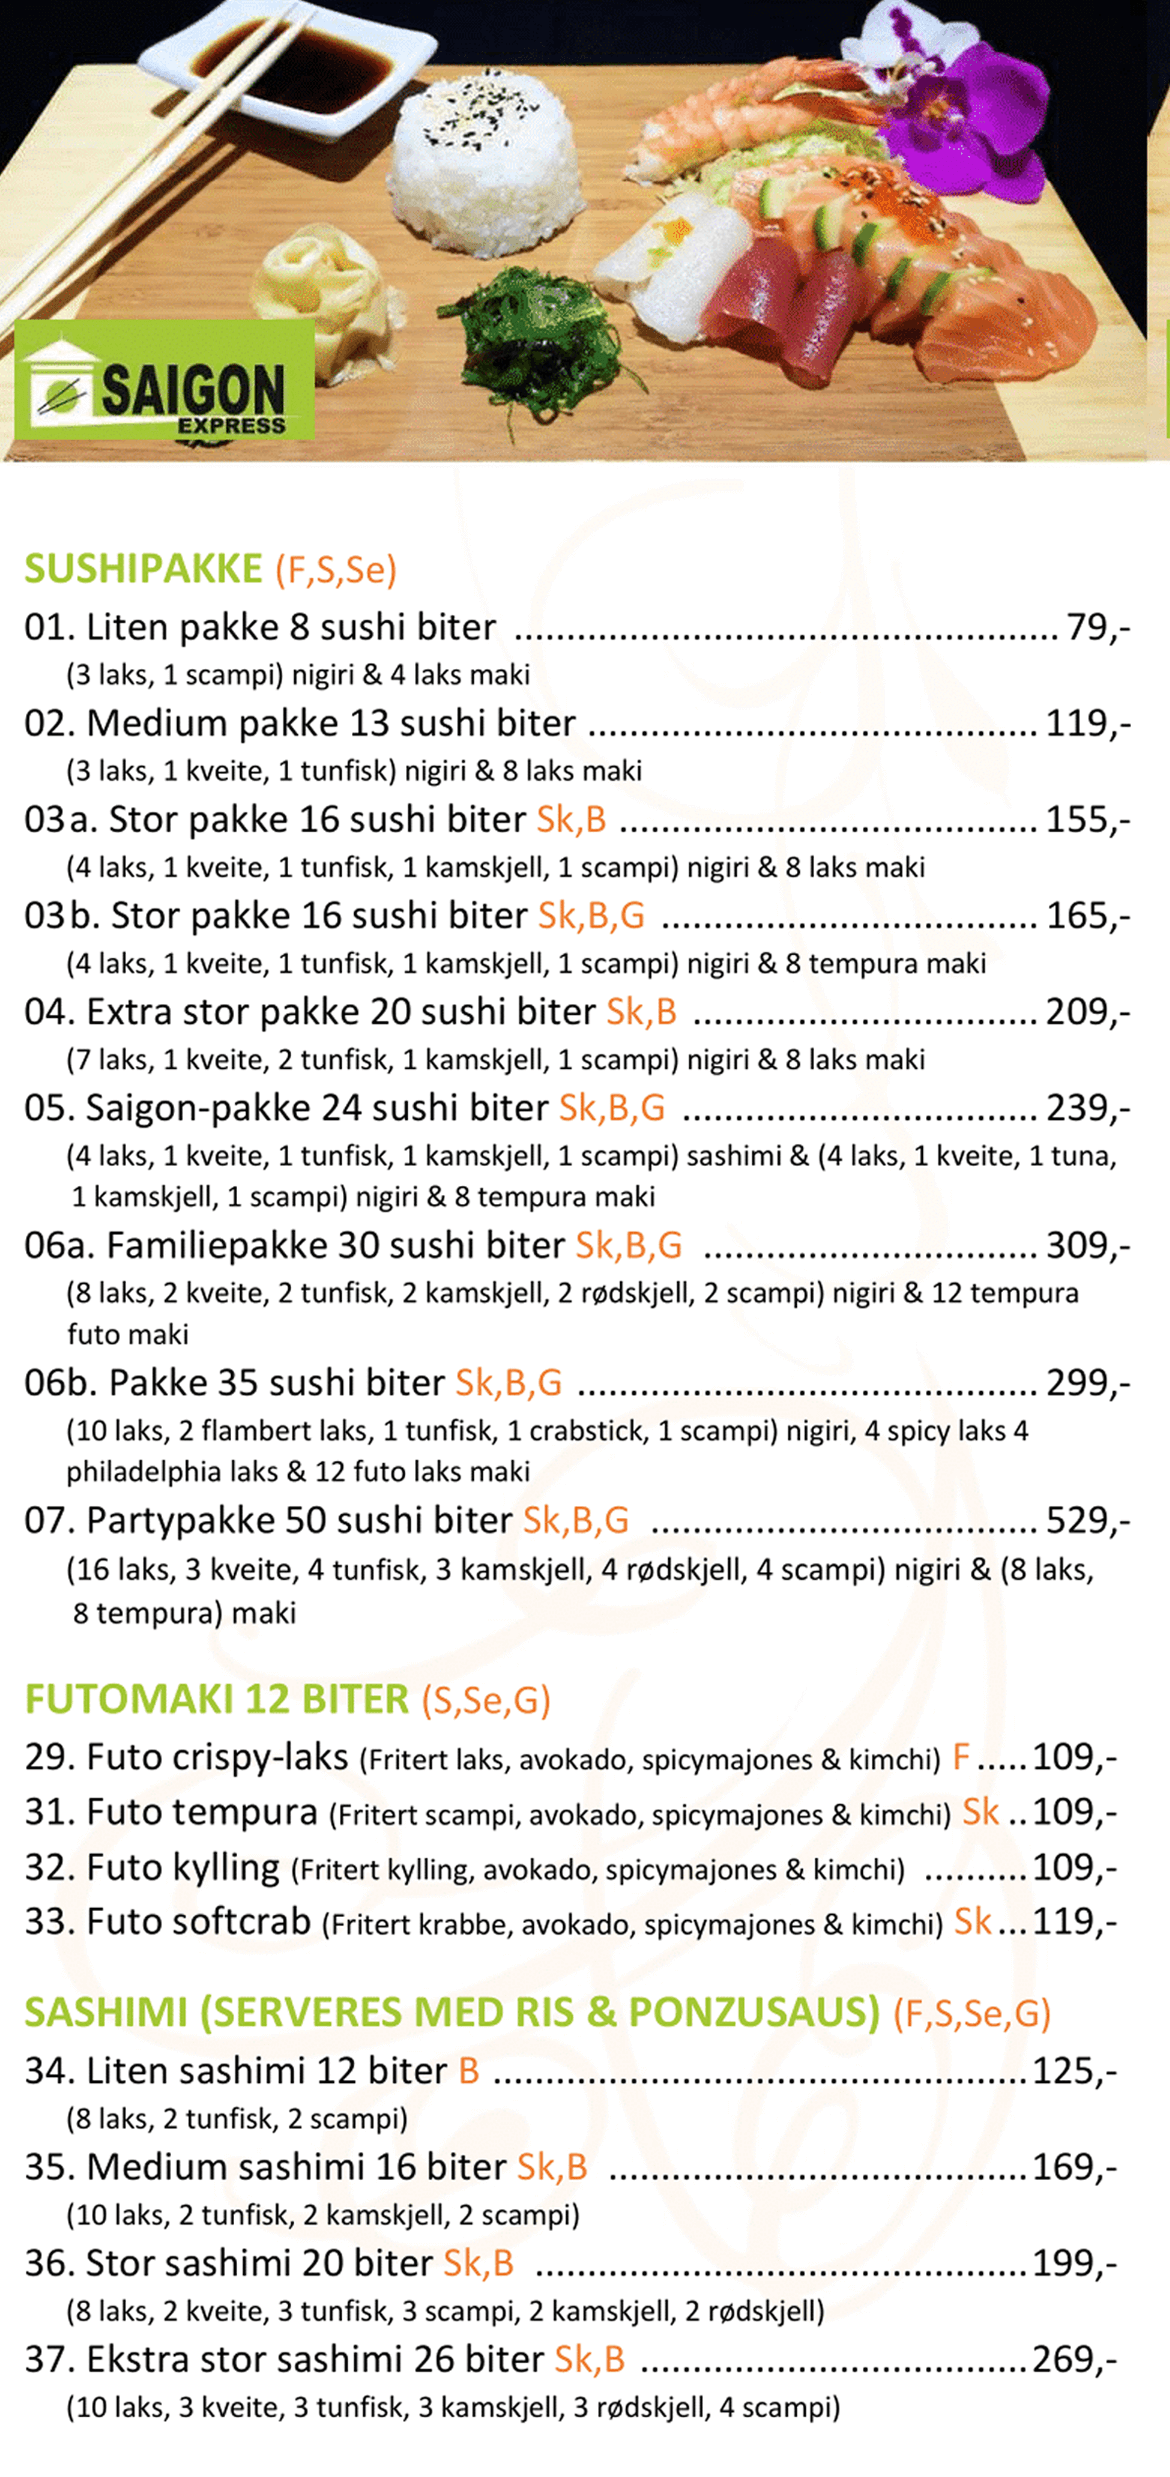 SAIGON
EXPRESS
SUSHIPAKKE (F,S,Se)
01. Liten pakke 8 sushi biter .................................................... 79,-
(3 laks, 1 scampi) nigiri & 4 laks maki
02. Medium pakke 13 sushi biter ........................................... 119,-
(3 laks, 1 kveite, 1 tunfisk) nigiri & 8 laks maki
03a. Stor pakke 16 sushi biter Sk,B ........................................ 155,-
(4 laks, 1 kveite, 1 tunfisk, 1 kamskjell, 1 scampi) nigiri & 8 laks maki
03b. Stor pakke 16 sushi biter Sk,B,G .................................... 165,-
(4 laks, 1 kveite, 1 tunfisk, 1 kamskjell, 1 scampi) nigiri & 8 tempura maki
04. Extra stor pakke 20 sushi biter Sk,B ................................. 209,-
(7 laks, 1 kveite, 2 tunfisk, 1 kamskjell, 1 scampi) nigiri & 8 laks maki
05. Saigon-pakke 24 sushi biter Sk,B,G .................................. 239,-
(4 laks, 1 kveite, 1 tunfisk, 1 kamskjell, 1 scampi) sashimi & (4 laks, 1 kveite, 1 tuna,
1 kamskjell, 1 scampi) nigiri & 8 tempura maki
06a. Familiepakke 30 sushi biter Sk,B,G ................................ 309,-
(8 laks, 2 kveite, 2 tunfisk, 2 kamskjell, 2 rødskjell, 2 scampi) nigiri & 12 tempura
futo maki
06b. Pakke 35 sushi biter Sk,B,G ............................................ 299,-
(10 laks, 2 flambert laks, 1 tunfisk, 1 crabstick, 1 scampi) nigiri, 4 spicy laks 4
philadelphia laks & 12 futo laks maki
07. Partypakke 50 sushi biter Sk,B,G ..................................... 529,-
(16 laks, 3 kveite, 4 tunfisk, 3 kamskjell, 4 rødskjell, 4 scampi) nigiri & (8 laks,
8 tempura) maki
FUTOMAKI 12 BITER (S,Se,G)
29. Futo crispy-laks (Fritert laks, avokado, spicymajones & kimchi) F.....109,-
31. Futo tempura (Fritert scampi, avokado, spicymajones & kimchi) Sk ..109,-
32. Futo kylling (Fritert kylling, avokado, spicymajones & kimchi) ..........109,-
33. Futo softcrab (Fritert krabbe, avokado, spicymajones & kimchi) Sk...119,-
SASHIMI (SERVERES MED RIS & PONZUSAUS) (F,S,Se,G)
34. Liten sashimi 12 biter B ...................................................125,-
(8 laks, 2 tunfisk, 2 scampi)
35. Medium sashimi 16 biter Sk,B ........................................169,-
(10 laks, 2 tunfisk, 2 kamskjell, 2 scampi)
36. Stor sashimi 20 biter Sk,B ...............................................199,-
(8 laks, 2 kveite, 3 tunfisk, 3 scampi, 2 kamskjell, 2 rødskjell)
37. Ekstra stor sashimi 26 biter Sk,B .....................................269,-
(10 laks, 3 kveite, 3 tunfisk, 3 kamskjell, 3 rødskjell, 4 scampi)